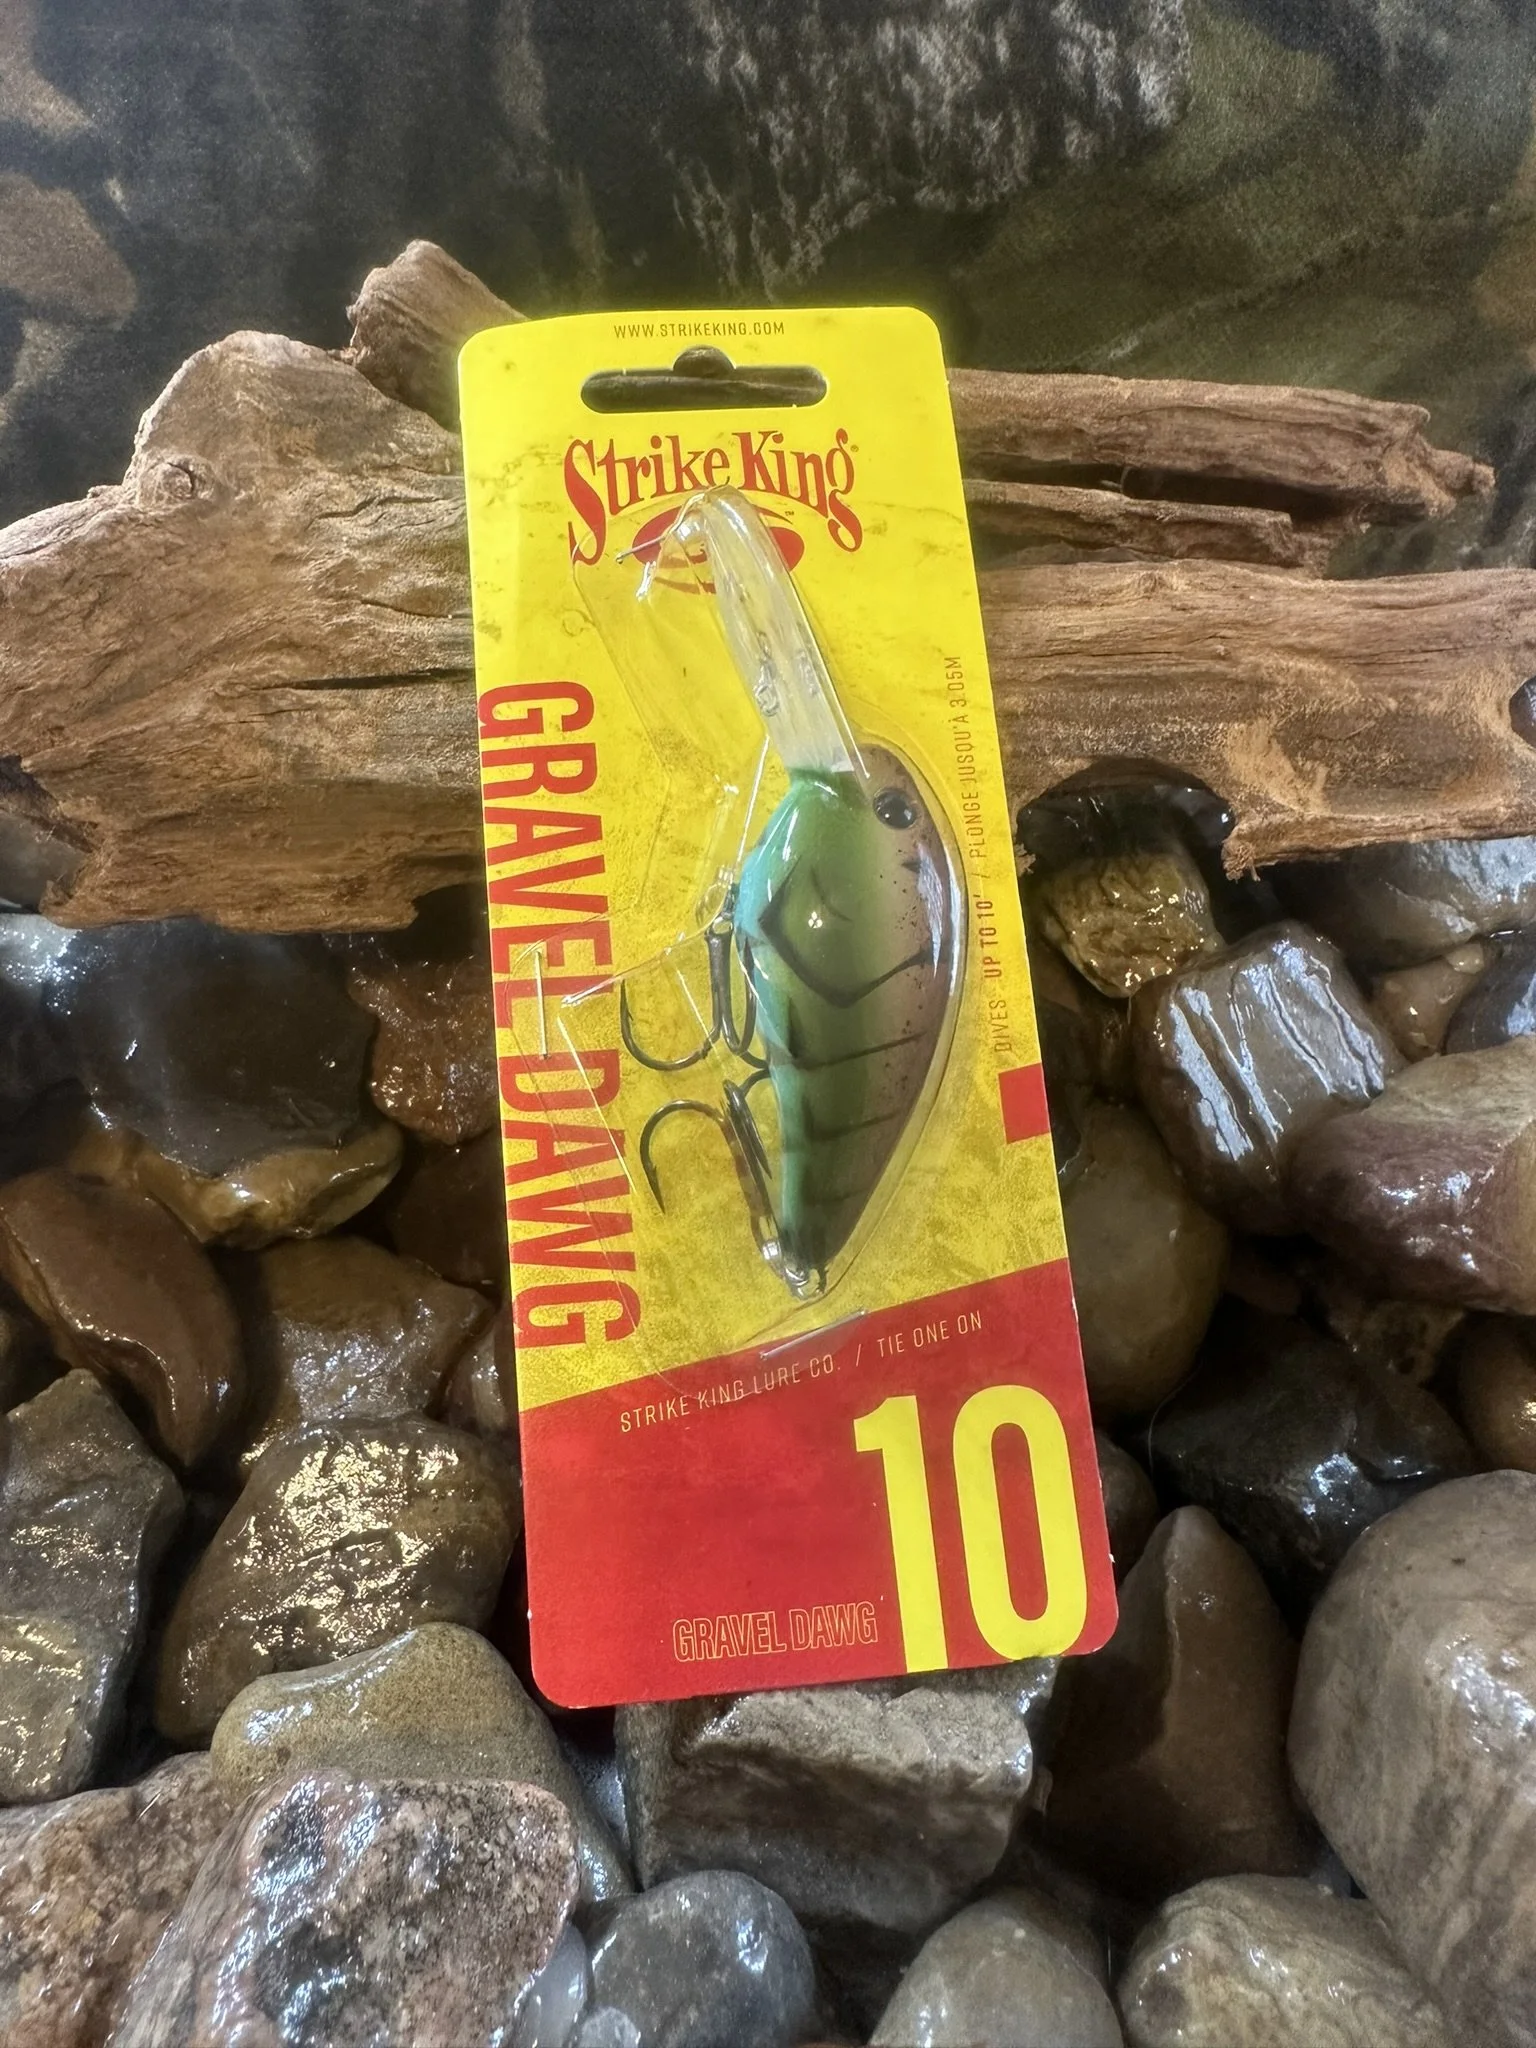 WWW.STRIKEKING.COM
Strike King®
GRAVEL DAWG
DIVES: UP TO 10' / PLONGE JUSQU'À 3.05M
STRIKE KING LURE CO. / TIE ONE ON
10
GRAVEL DAWG